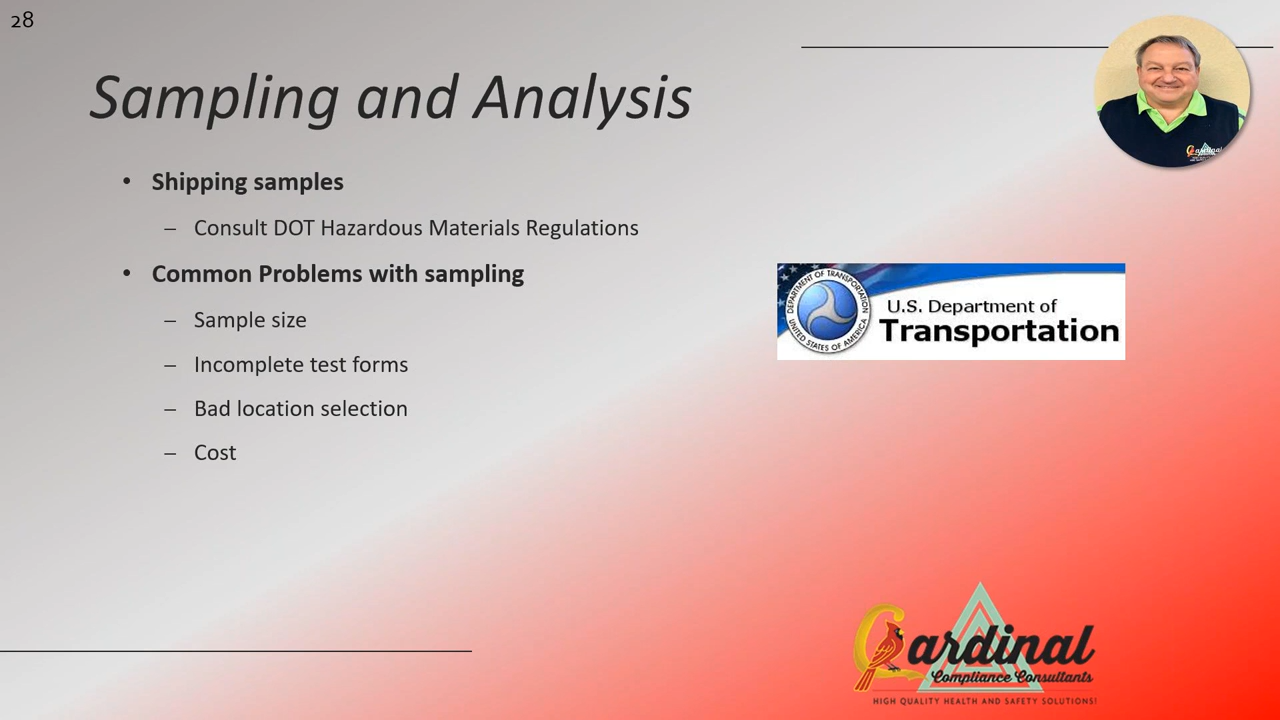 28
Sampling and Analysis
• Shipping samples
– Consult DOT Hazardous Materials Regulations
• Common Problems with sampling
– Sample size
– Incomplete test forms
– Bad location selection
– Cost
DEPARTMENT OF TRANSPORTATION
UNITED STATES OF AMERICA
U.S. Department of
Transportation
Cardinal
Cardinal
Compliance Consultants
HIGH QUALITY HEALTH AND SAFETY SOLUTIONS!